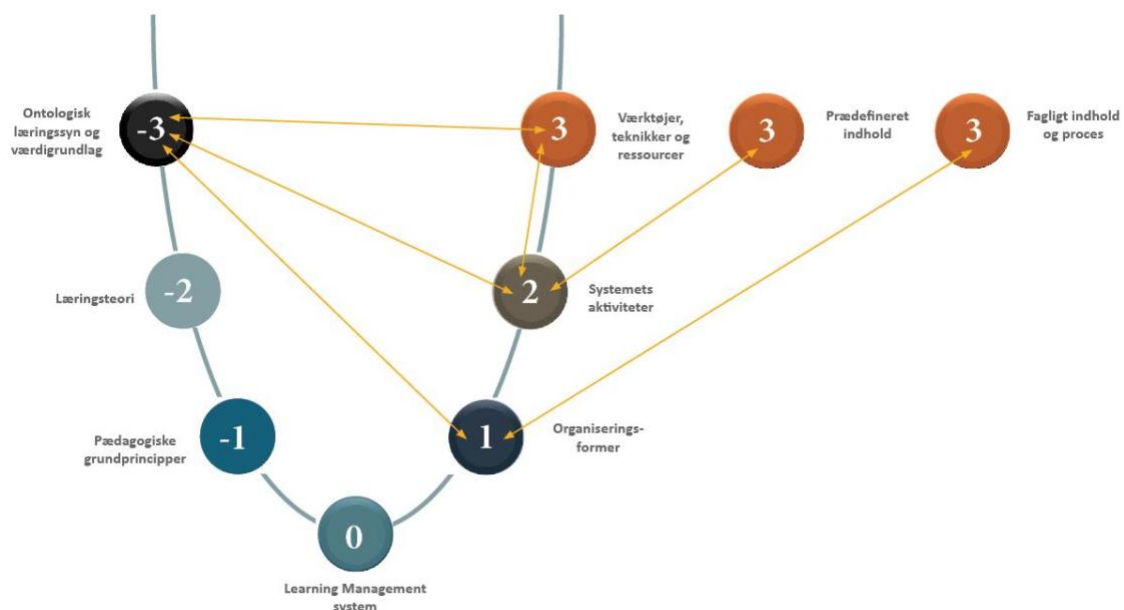 Ontologisk
læringssyn og
værdigrundlag
-3
3
Værktøjer,
teknikker og
ressourcer
Prædefineret
indhold
3
3
Fagligt indhold
og proces
Læringsteori
-2
2
Systemets
aktiviteter
Pædagogiske
grundprincipper
-1
1
Organiserings-
former
0
Learning Management
system